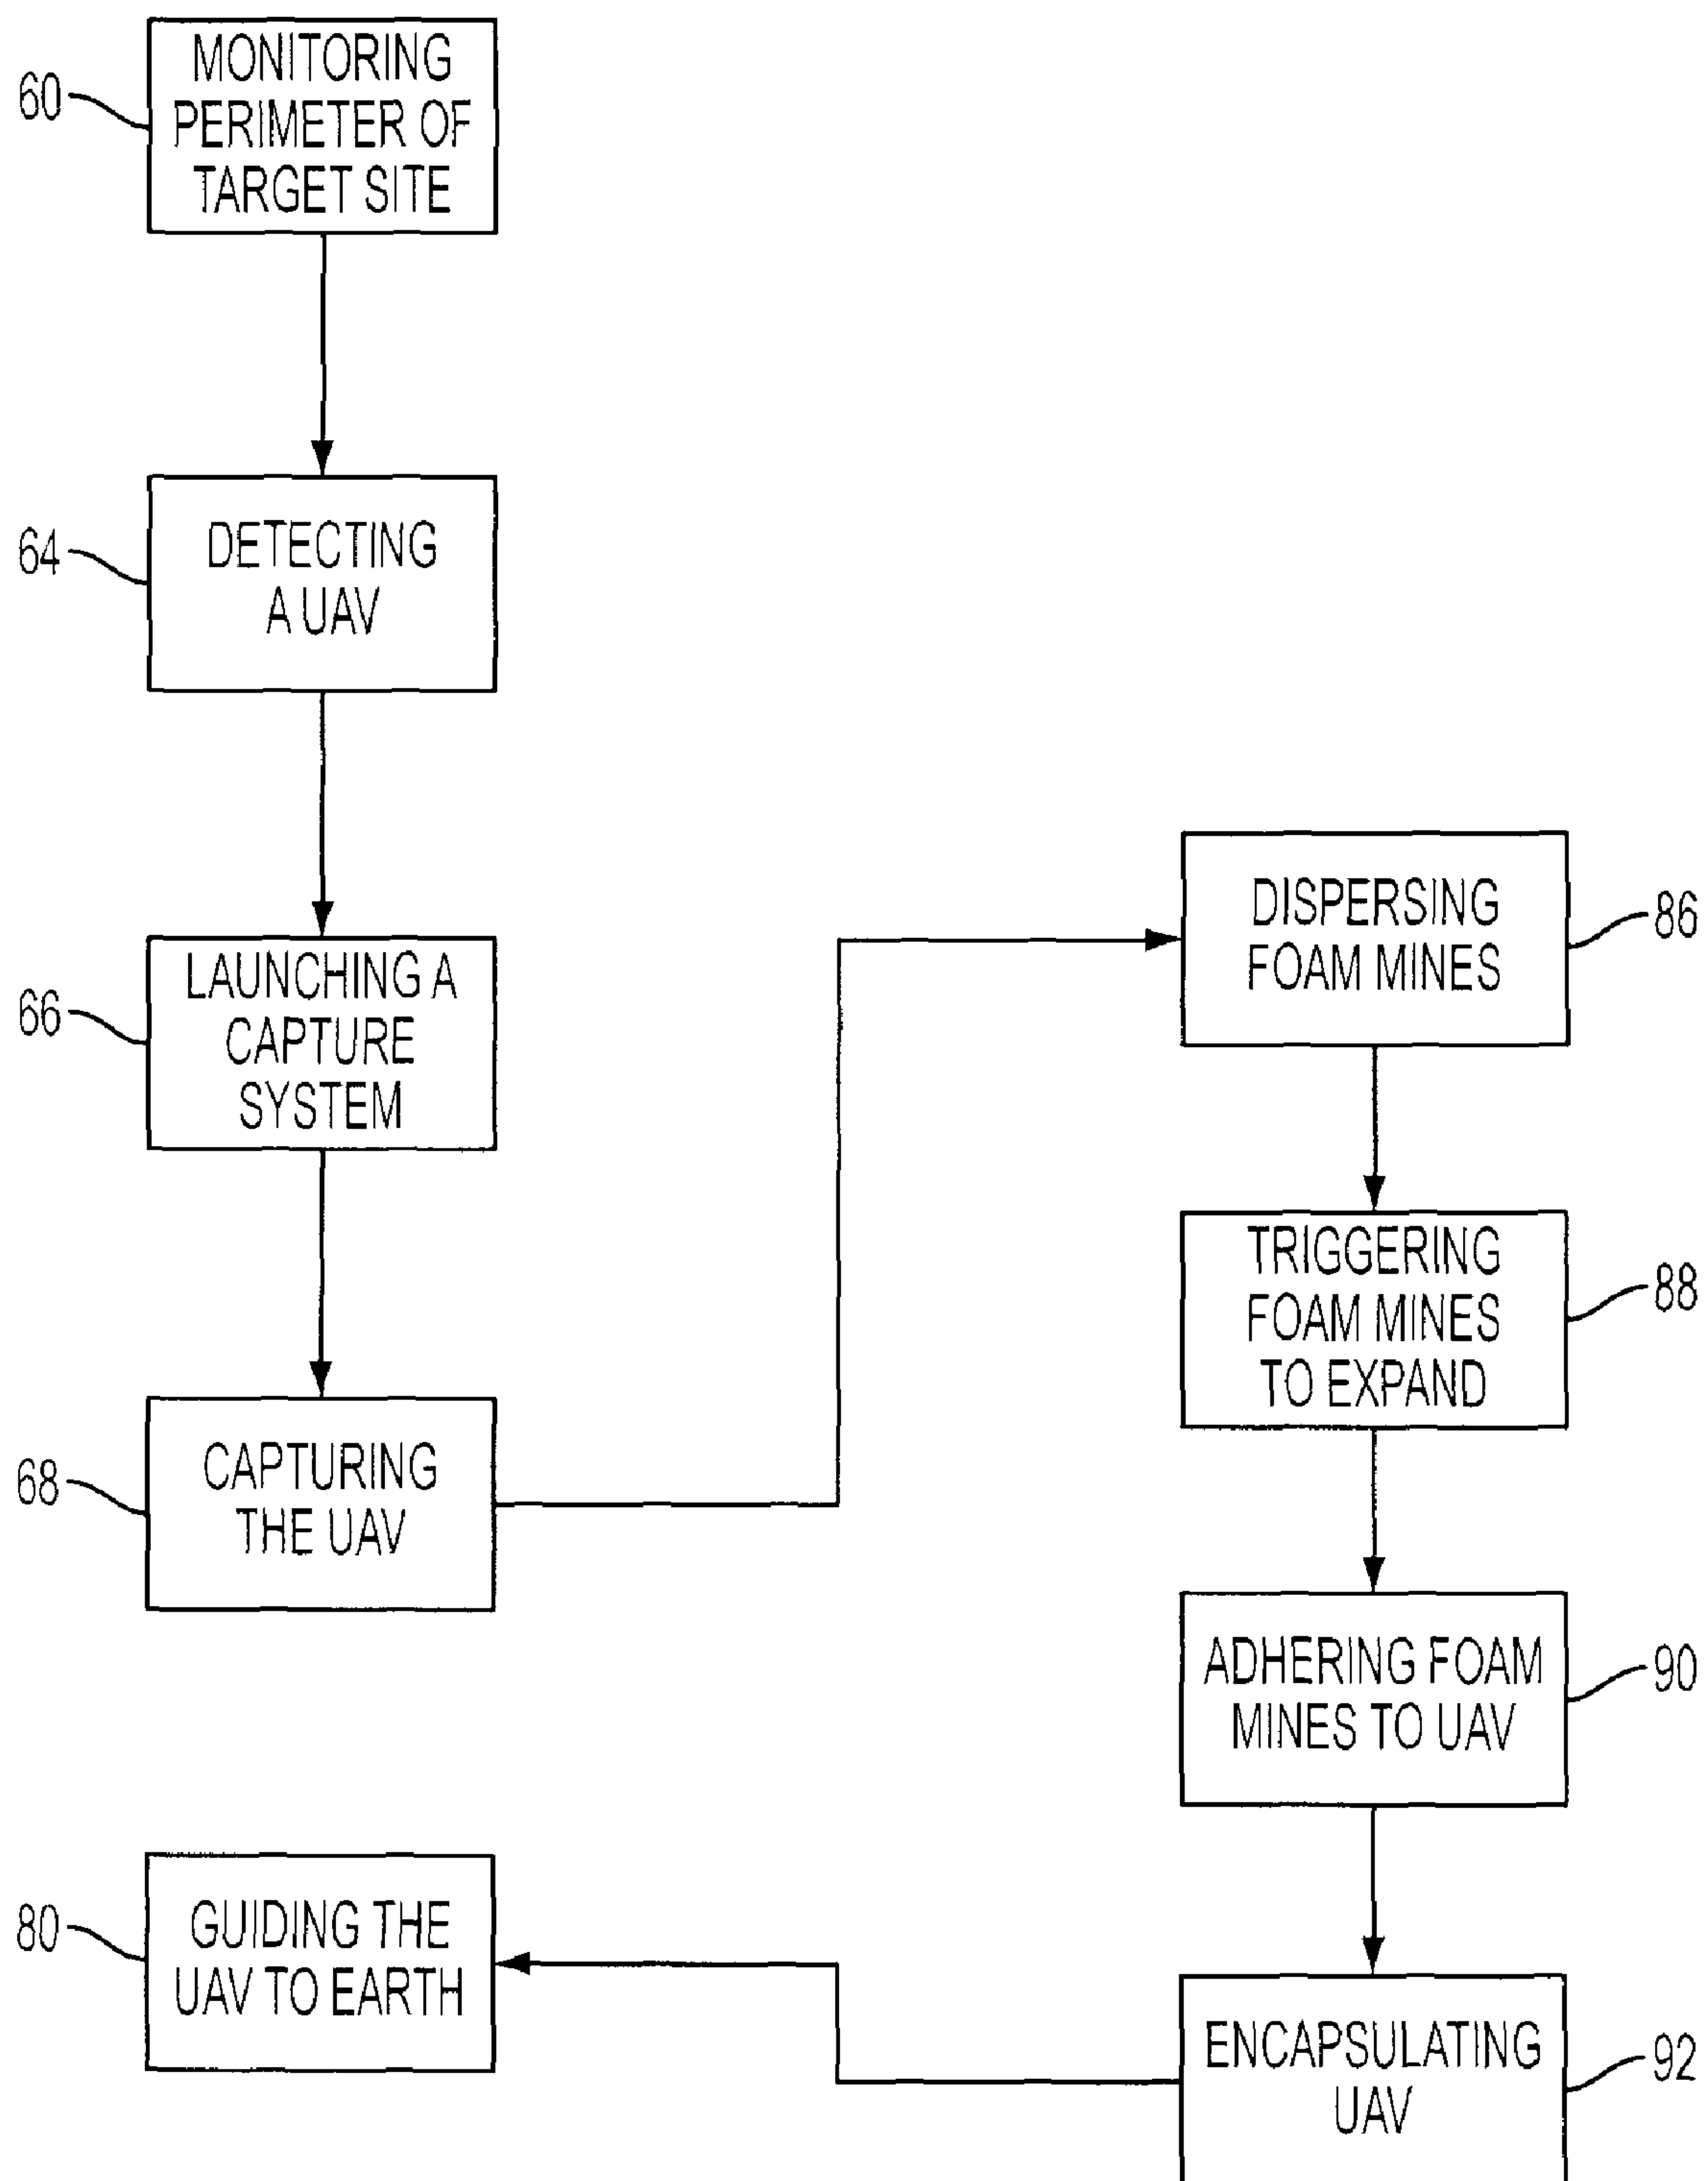 60
MONITORING
PERIMETER OF
TARGET SITE
64
DETECTING
A UAV
66
LAUNCHING A
CAPTURE
SYSTEM
68
CAPTURING
THE UAV
DISPERSING
FOAM MINES
86
TRIGGERING
FOAM MINES
TO EXPAND
88
ADHERING FOAM
MINES TO UAV
90
ENCAPSULATING
UAV
92
80
GUIDING THE
UAV TO EARTH